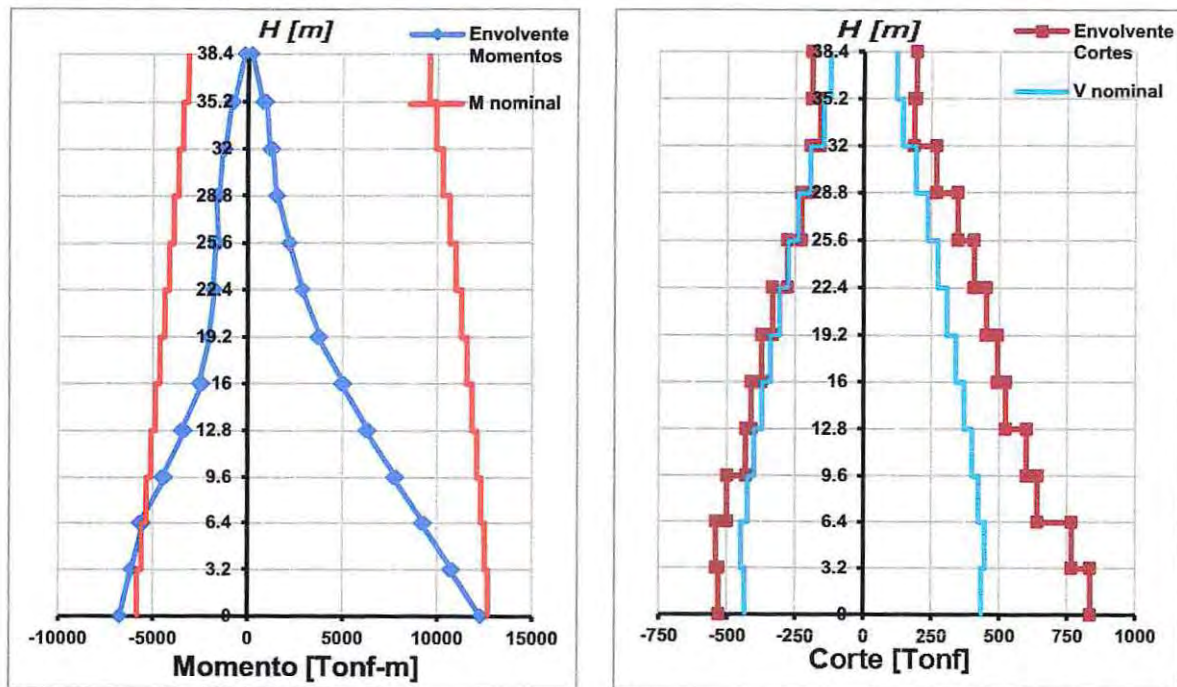 H [m]
Envolvente
Momentos
M nominal
38.4
35.2
32
28.8
25.6
22.4
19.2
16
12.8
9.6
6.4
3.2
0
-10000 -5000 0 5000 10000 15000
Momento [Tonf-m]
H [m]
Envolvente
Cortes
V nominal
38.4
35.2
32
28.8
25.6
22.4
19.2
16
12.8
9.6
6.4
3.2
0
-750 -500 -250 0 250 500 750 1000
Corte [Tonf]